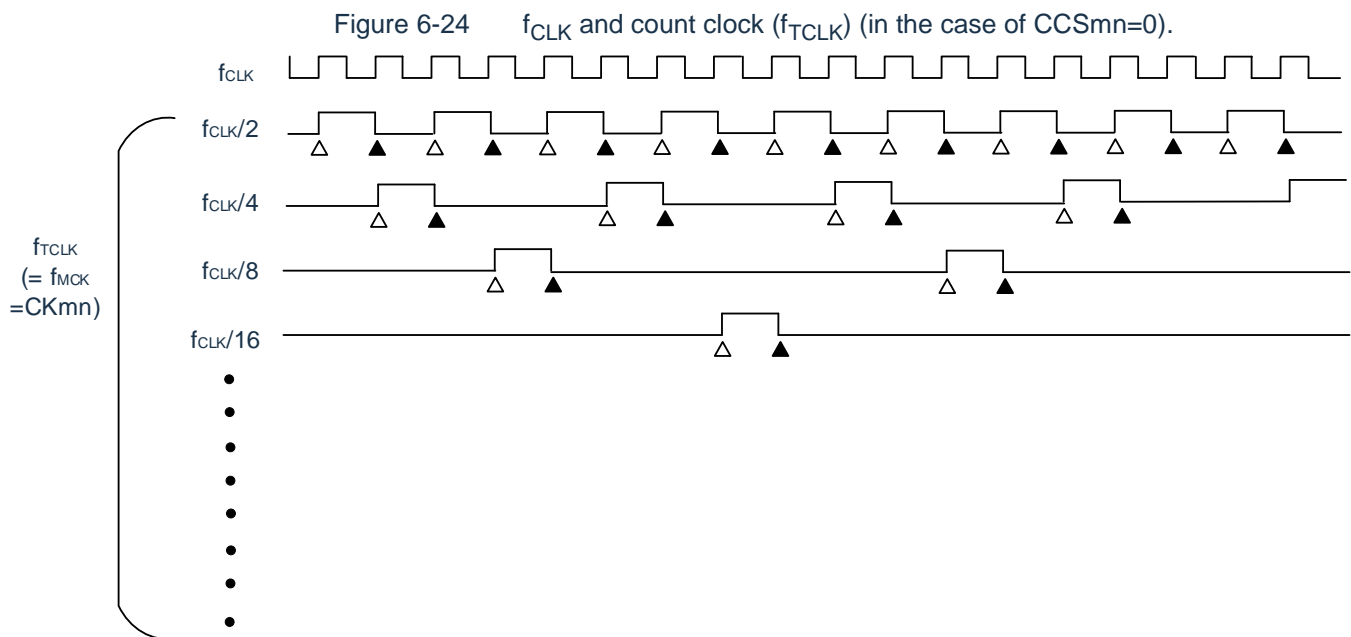 Figure 6-24 fCLK and count clock (fTCLK) (in the case of CCSmn=0).
fCLK
fCLK/2
fCLK/4
fCLK/8
fCLK/16
fTCLK
(= fMCK
=CKmn)